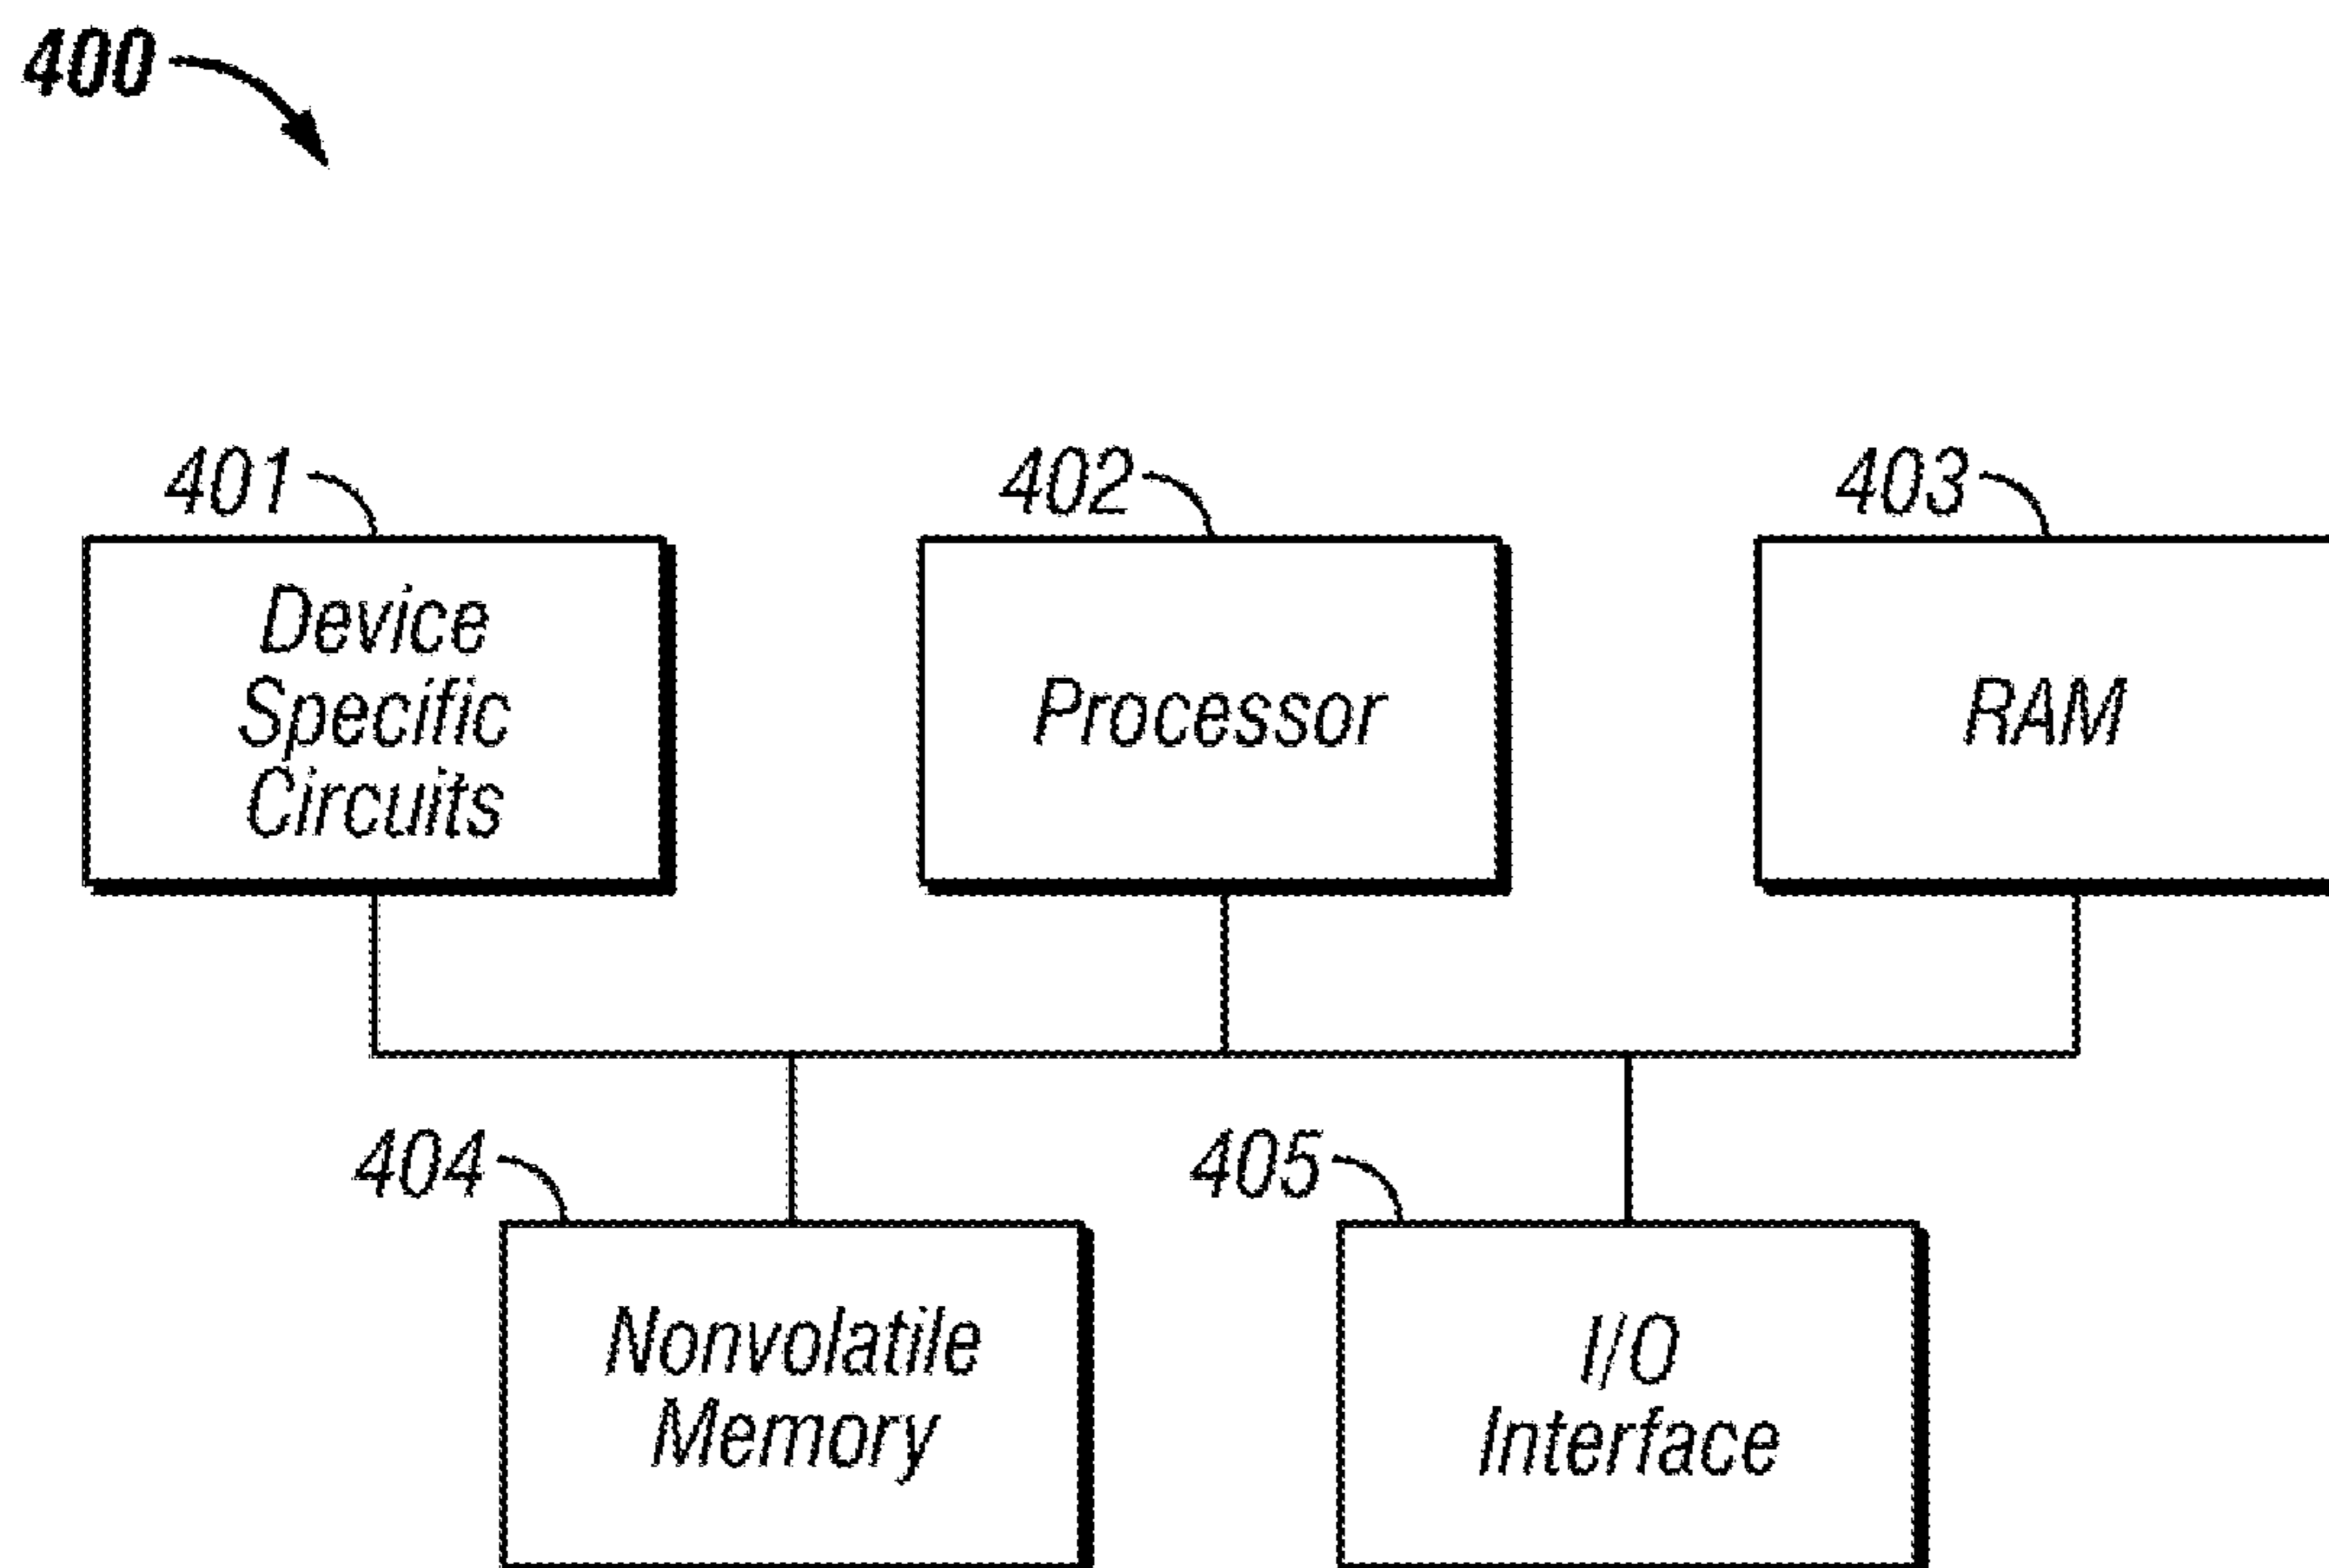 400
401
402
403
Device
Specific
Circuits
Processor
RAM
404
405
Nonvolatile
Memory
I/O
Interface